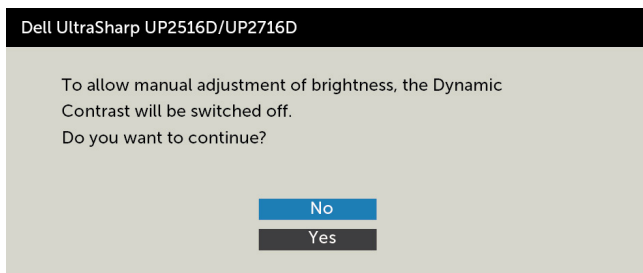 Dell UltraSharp UP2516D/UP2716D
To allow manual adjustment of brightness, the Dynamic
Contrast will be switched off.
Do you want to continue?
No
Yes